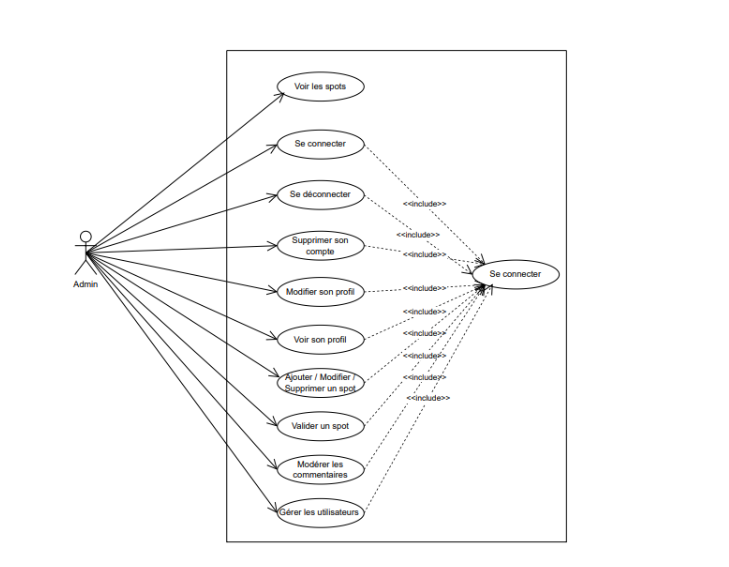 Voir les spots
Se connecter
Se déconnecter
<<include>>
<<include>>
Supprimer son
compte
<<include>>
Se connecter
Admin
Modifier son profil
<<include>>
<<include>>
Voir son profil
<<include>>
<<include>>
Ajouter / Modifier /
Supprimer un spot
<<include>>
<<include>>
Valider un spot
Modérer les
commentaires
Gérer les utilisateurs